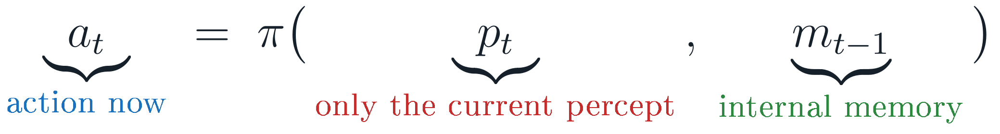 a_t = π( p_t , m_{t−1} )
action now only the current percept internal memory